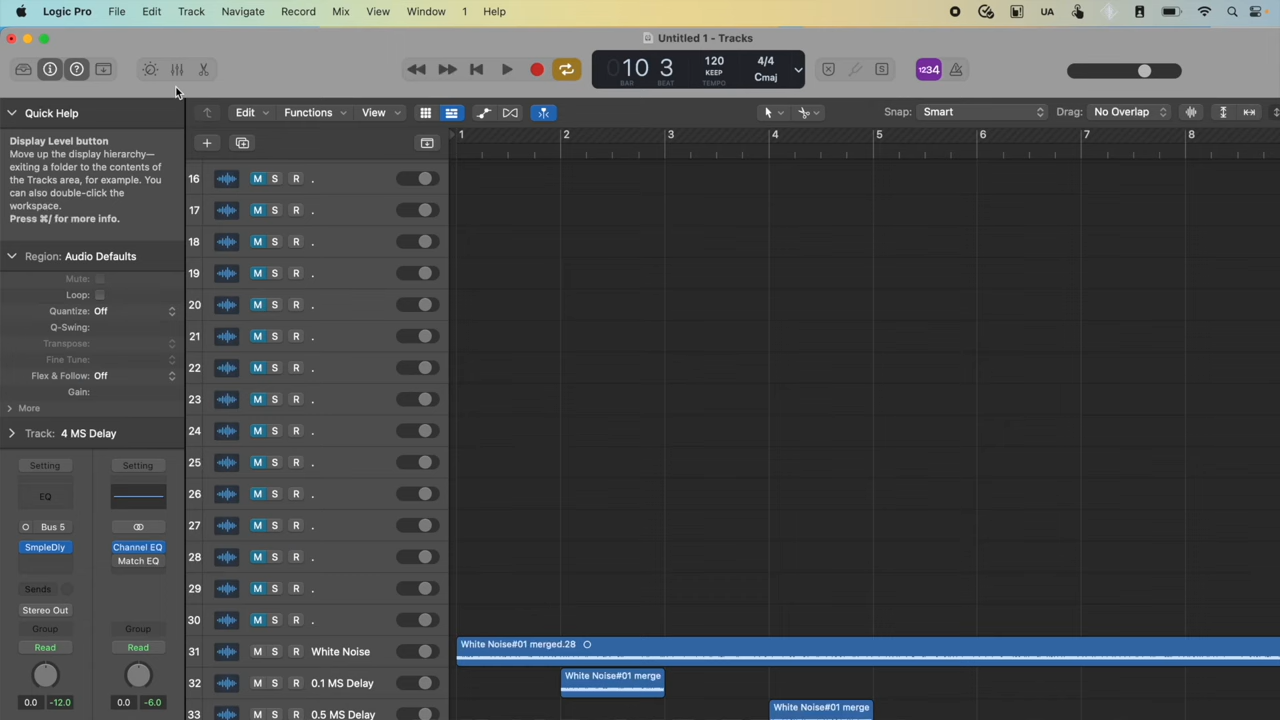 Logic Pro File Edit Track Navigate Record Mix View Window 1 Help UA
Untitled 1 - Tracks
10 3 120 4/4
KEEP Cmaj
BAR BEAT TEMPO
1234
Quick Help
Edit Functions View Snap: Smart Drag: No Overlap
Display Level button
Move up the display hierarchy—
exiting a folder to the contents of
the Tracks area, for example. You
can also double-click the
workspace.
Press ⌘/ for more info.
Region: Audio Defaults
Mute:
Loop:
Quantize: Off
Q-Swing:
Transpose:
Fine Tune:
Flex & Follow: Off
Gain:
More
Track: 4 MS Delay
Setting Setting
EQ
Bus 5
SmpleDly Channel EQ
Match EQ
Sends
Stereo Out
Group Group
Read Read
0.0 -12.0 0.0 -6.0
1 2 3 4 5 6 7 8
16 M S R .
17 M S R .
18 M S R .
19 M S R .
20 M S R .
21 M S R .
22 M S R .
23 M S R .
24 M S R .
25 M S R .
26 M S R .
27 M S R .
28 M S R .
29 M S R .
30 M S R .
31 M S R White Noise
White Noise#01 merged.28
32 M S R 0.1 MS Delay
White Noise#01 merge
33 M S R 0.5 MS Delay
White Noise#01 merge